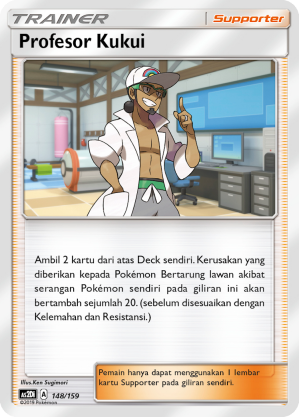 TRAINER Supporter
Profesor Kukui
Ambil 2 kartu dari atas Deck sendiri. Kerusakan yang
diberikan kepada Pokémon Bertarung lawan akibat
serangan Pokémon sendiri pada giliran ini akan
bertambah sejumlah 20. (sebelum disesuaikan dengan
Kelemahan dan Resistansi.)
Illus.Ken Sugimori
AS2D A 148/159
©2019 Pokémon
Pemain hanya dapat menggunakan 1 lembar
kartu Supporter pada giliran sendiri.